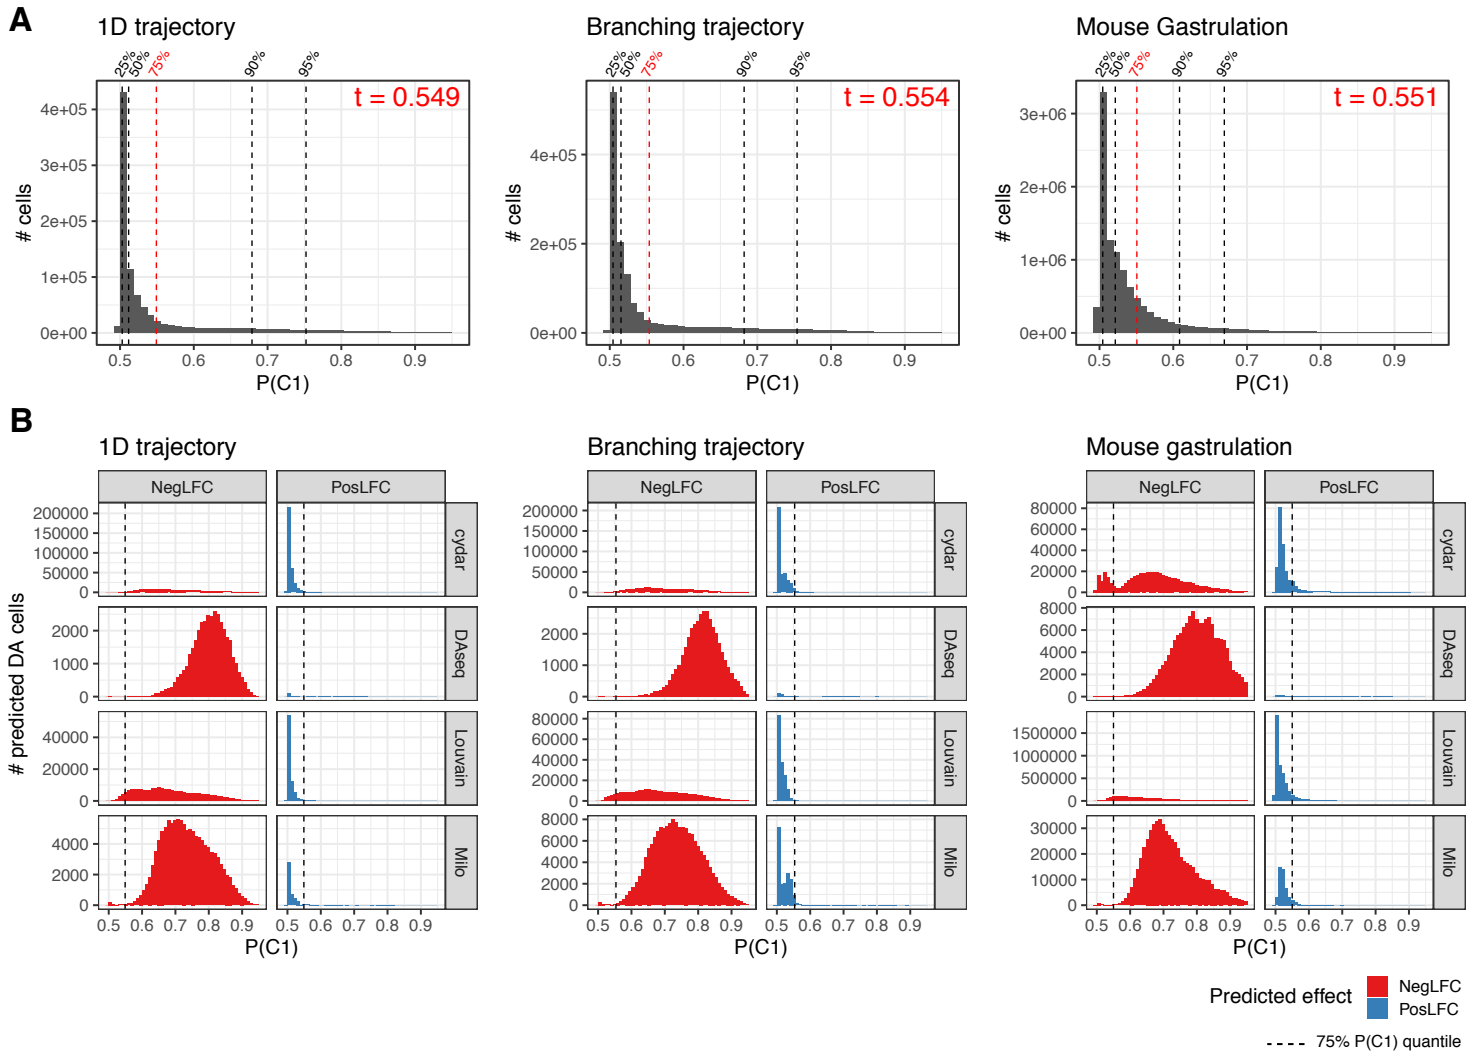 A
1D trajectory
Branching trajectory
Mouse Gastrulation
25% 50% 75% 90% 95%
25% 50% 75% 90% 95%
25% 50% 75% 90% 95%
t = 0.549
t = 0.554
t = 0.551
# cells
4e+05
3e+05
2e+05
1e+05
0e+00
0.5 0.6 0.7 0.8 0.9
P(C1)
# cells
4e+05
2e+05
0e+00
0.5 0.6 0.7 0.8 0.9
P(C1)
# cells
3e+06
2e+06
1e+06
0e+00
0.5 0.6 0.7 0.8 0.9
P(C1)
B
# predicted DA cells
1D trajectory
NegLFC PosLFC
200000
150000
100000
50000
0
cydar
2000
1000
0
DAseq
40000
20000
0
Louvain
4000
2000
0
Milo
0.5 0.6 0.7 0.8 0.9 0.5 0.6 0.7 0.8 0.9
P(C1)
Branching trajectory
NegLFC PosLFC
200000
150000
100000
50000
0
cydar
2000
1000
0
DAseq
80000
60000
40000
20000
0
Louvain
8000
6000
4000
2000
0
Milo
0.5 0.6 0.7 0.8 0.9 0.5 0.6 0.7 0.8 0.9
P(C1)
Mouse gastrulation
NegLFC PosLFC
80000
60000
40000
20000
0
cydar
8000
6000
4000
2000
0
DAseq
1500000
1000000
500000
0
Louvain
30000
20000
10000
0
Milo
0.5 0.6 0.7 0.8 0.9 0.5 0.6 0.7 0.8 0.9
P(C1)
Predicted effect
NegLFC
PosLFC
75% P(C1) quantile